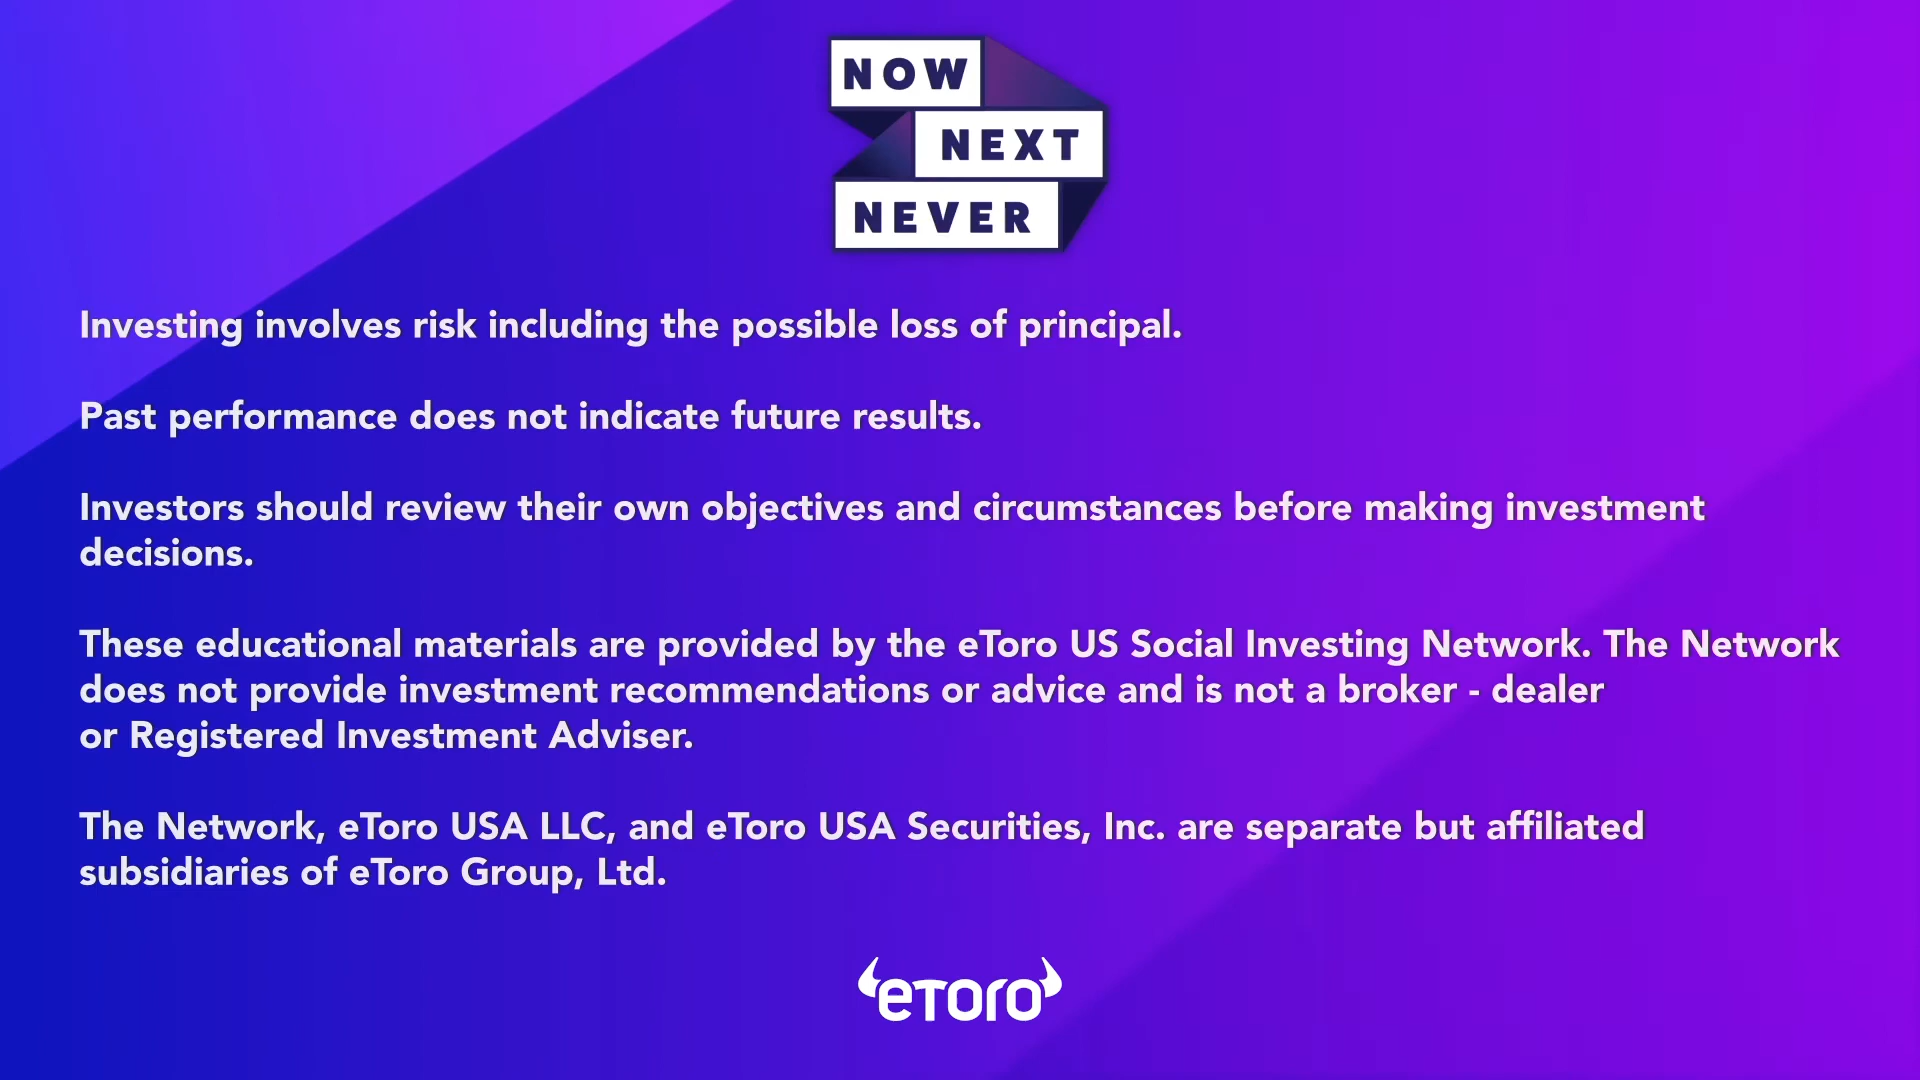 NOW
NEXT
NEVER
Investing involves risk including the possible loss of principal.
Past performance does not indicate future results.
Investors should review their own objectives and circumstances before making investment
decisions.
These educational materials are provided by the eToro US Social Investing Network. The Network
does not provide investment recommendations or advice and is not a broker - dealer
or Registered Investment Adviser.
The Network, eToro USA LLC, and eToro USA Securities, Inc. are separate but affiliated
subsidiaries of eToro Group, Ltd.
eToro